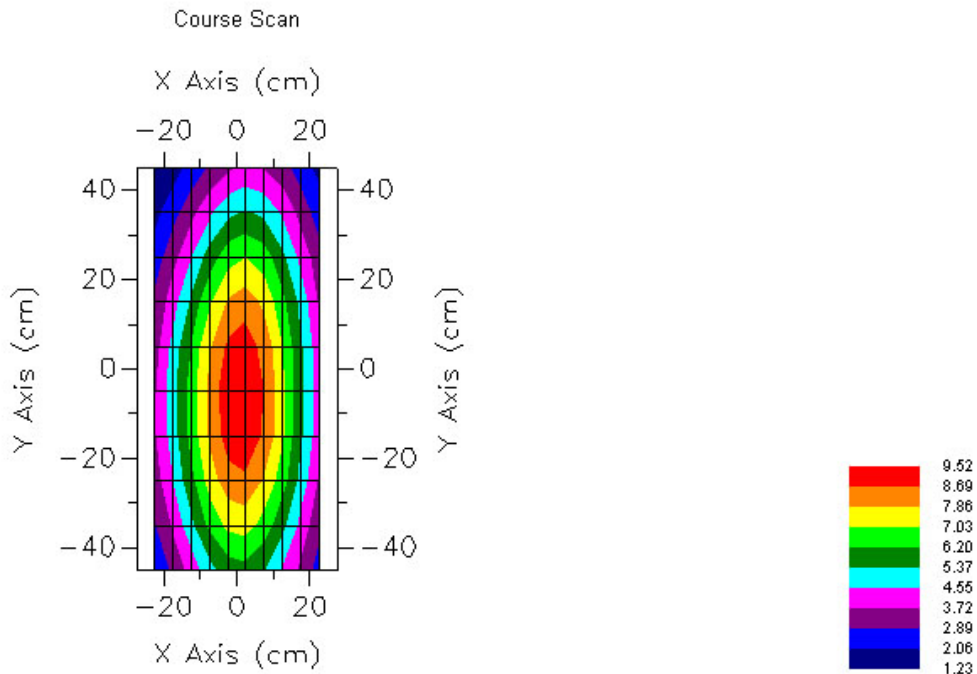 Course Scan
X Axis (cm)
−20 0 20
40 40
20 20
0 0
−20 −20
−40 −40
Y Axis (cm)
Y Axis (cm)
−20 0 20
X Axis (cm)
9.52
8.69
7.86
7.03
6.20
5.37
4.55
3.72
2.89
2.06
1.23